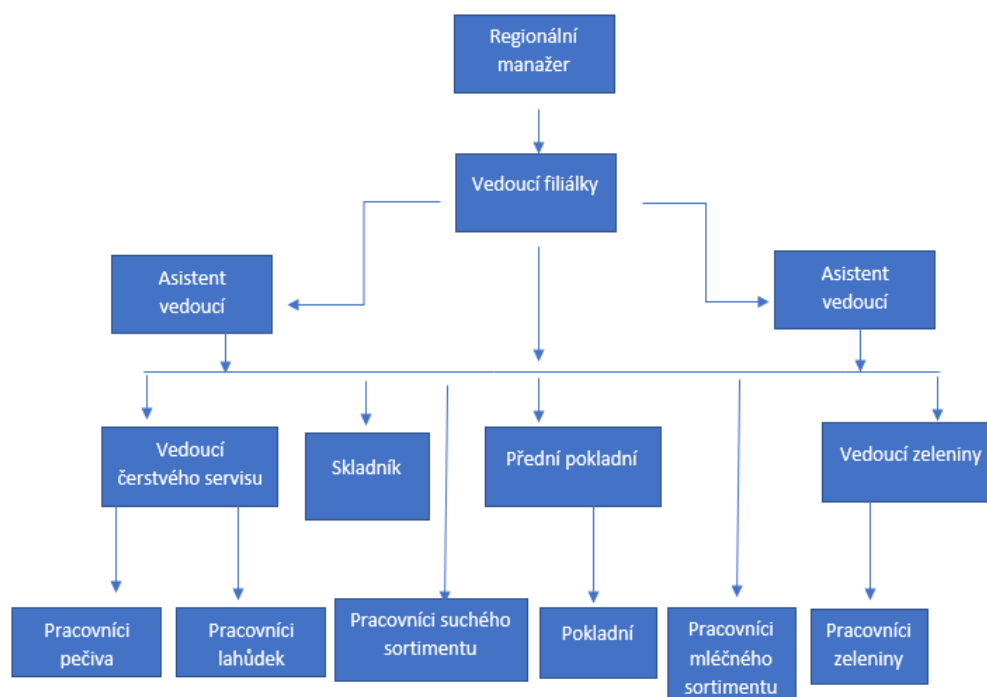 Regionální
manažer
Vedoucí filiálky
Asistent
vedoucí
Asistent
vedoucí
Vedoucí
čerstvého servisu
Skladník
Přední pokladní
Vedoucí zeleniny
Pracovníci
pečiva
Pracovníci
lahůdek
Pracovníci suchého
sortimentu
Pokladní
Pracovníci
mléčného
sortimentu
Pracovníci
zeleniny